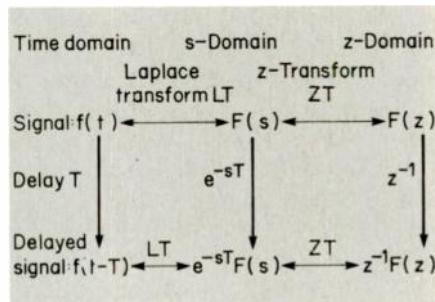 Time domain s-Domain z-Domain
Laplace z-Transform
transform LT ZT
Signal: f(t) F(s) F(z)
Delay T e^-sT z^-1
Delayed LT ZT
signal: f(t-T) e^-sT F(s) z^-1 F(z)